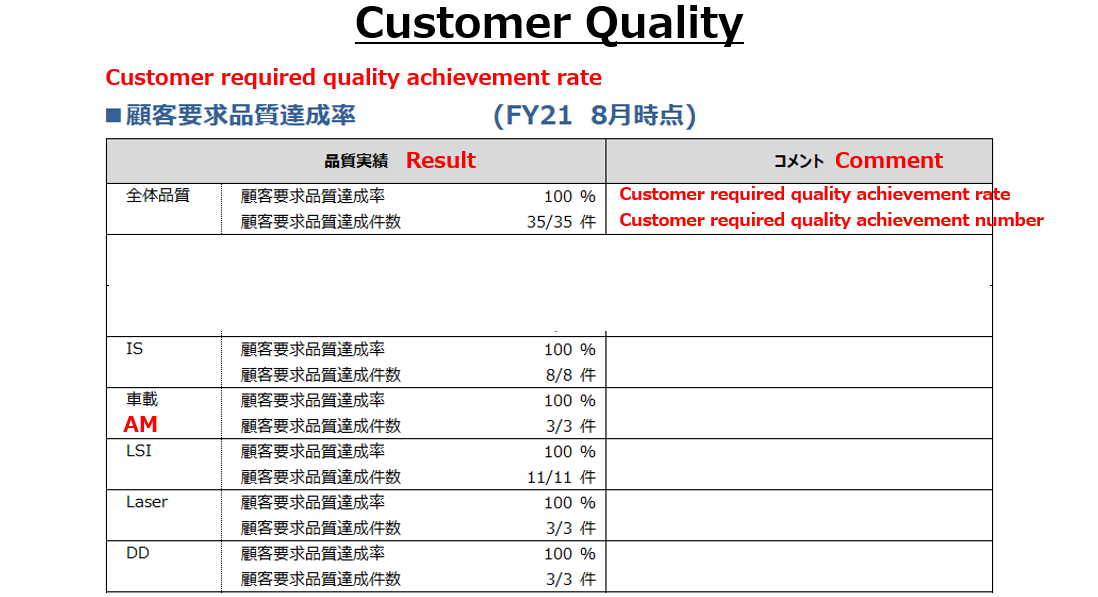 Customer Quality
Customer required quality achievement rate
■顧客要求品質達成率 (FY21 8月時点)
品質実績 Result コメント Comment
全体品質 顧客要求品質達成率 100 % Customer required quality achievement rate
顧客要求品質達成件数 35/35 件 Customer required quality achievement number
IS 顧客要求品質達成率 100 %
顧客要求品質達成件数 8/8 件
車載 顧客要求品質達成率 100 %
AM 顧客要求品質達成件数 3/3 件
LSI 顧客要求品質達成率 100 %
顧客要求品質達成件数 11/11 件
Laser 顧客要求品質達成率 100 %
顧客要求品質達成件数 3/3 件
DD 顧客要求品質達成率 100 %
顧客要求品質達成件数 3/3 件